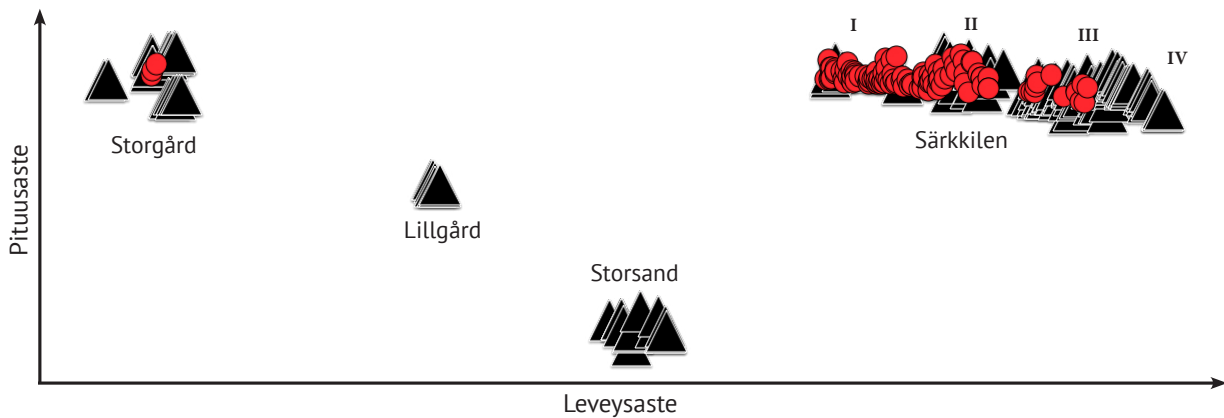 I
II
III
IV
Storgård
Särkkilen
Lillgård
Storsand
Pituusaste
Leveysaste